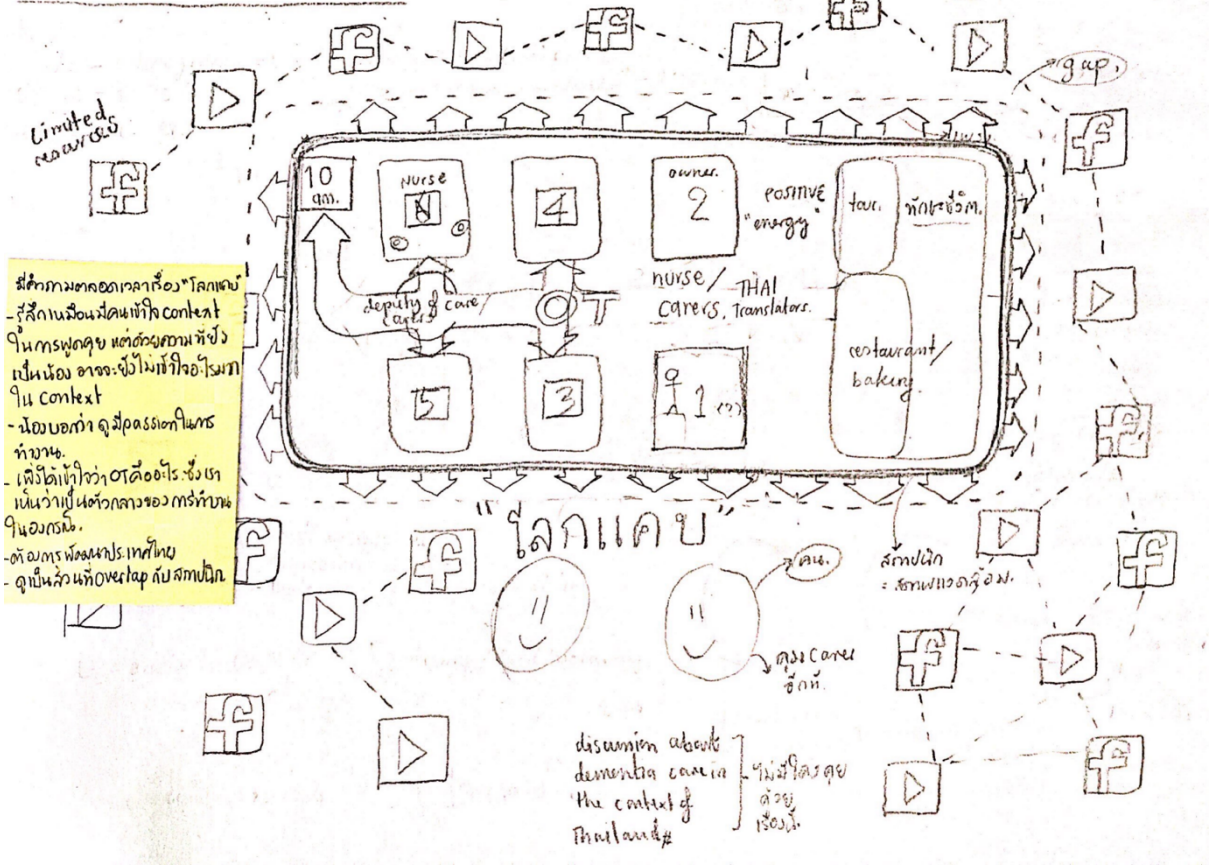 limited
resources
gap.
10
am.
Nurse
4
owner.
2
positive
"energy"
tour.
ทักษะชีวิต.
deputy of care/
carers
OT
nurse/
carers,
THAI
Translators.
restaurant/
baking
5
3
1 (??)
มีคำถามตลอดเวลาเรื่อง "โลกแคบ"
- รู้สึกเหมือนมีคนเข้าใจ context
ในการพูดคุย แต่ด้วยความที่ยัง
เป็นน้อง อาจจะยังไม่เข้าใจอะไรมาก
ใน context
- น้องบอกว่า ดูมี passion ในการ
ทำงาน.
- เพิ่งได้เข้าใจว่า OT คืออะไร ซึ่งเรา
เห็นว่าเป็นตัวกลางของการทำงาน
ในองค์กร.
- ต้องการพัฒนาประเทศไทย
- ดูเป็นส่วนที่ overlap กับสถาปนิก
"โลกแคบ"
คน.
สถาปนิก
= สภาพแวดล้อม.
carer
อีกที.
discussion about
dementia care in
the context of
Thailand
ไม่มีใครคุย
ด้วย
เรื่องนี้.